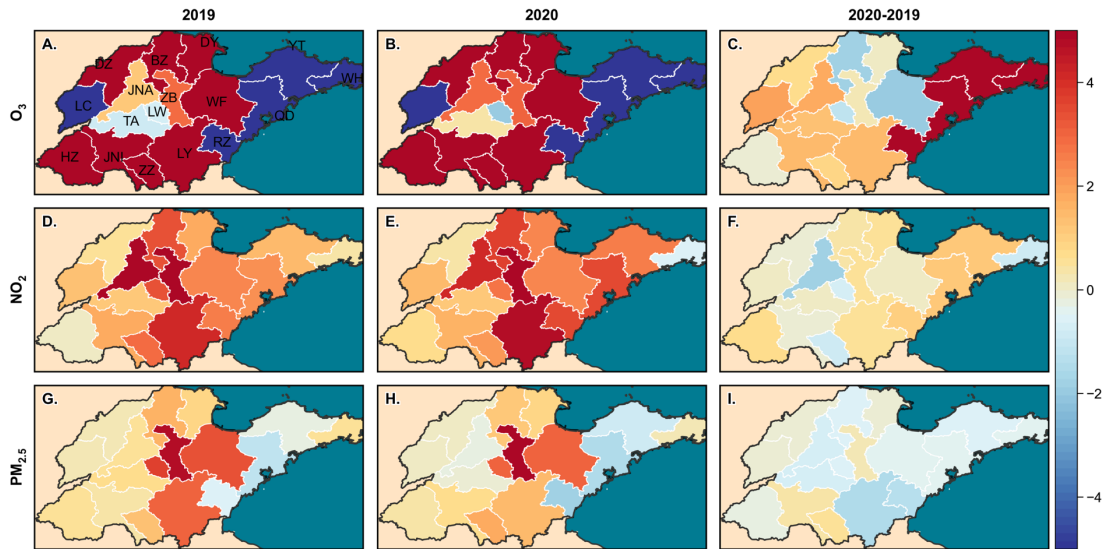 2019 2020 2020-2019
O3
A. B. C.
DY YT
DZ BZ
WH
JNA
LC ZB WF
LW
TA QD
RZ
HZ JNI LY
ZZ
4
2
0
-2
-4
NO2
D. E. F.
PM2.5
G. H. I.